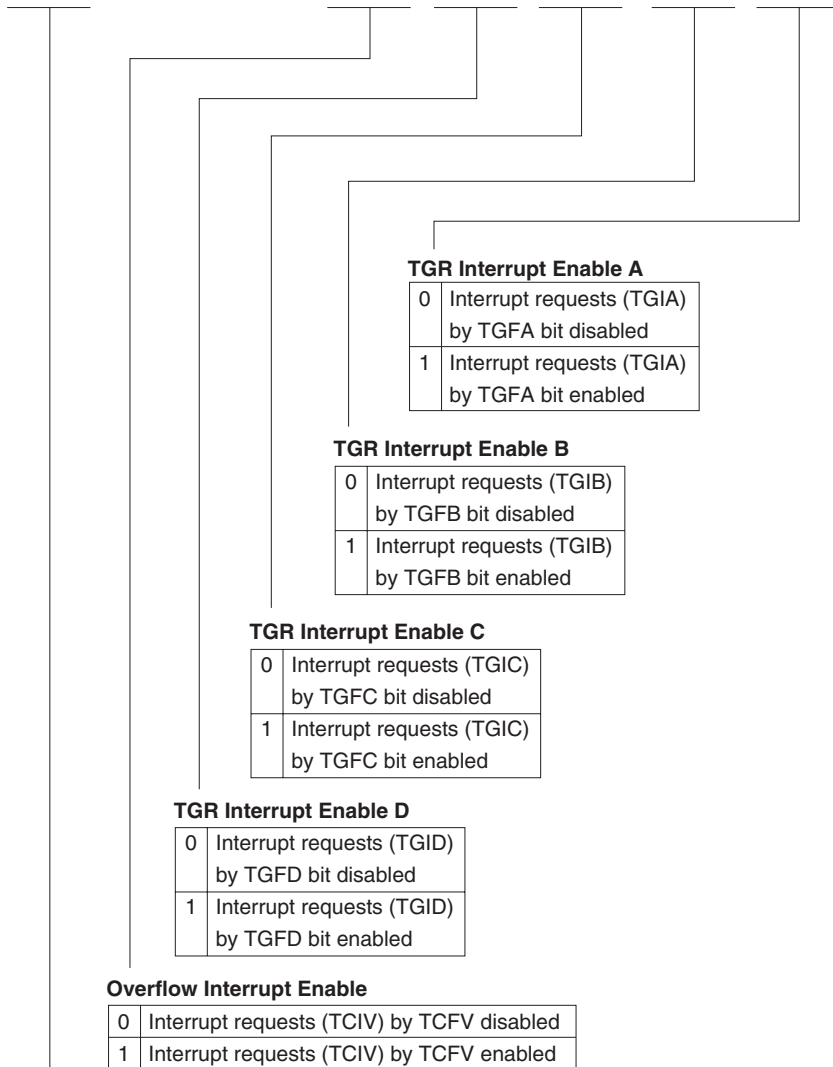 TGR Interrupt Enable A
0 Interrupt requests (TGIA)
by TGFA bit disabled
1 Interrupt requests (TGIA)
by TGFA bit enabled
TGR Interrupt Enable B
0 Interrupt requests (TGIB)
by TGFB bit disabled
1 Interrupt requests (TGIB)
by TGFB bit enabled
TGR Interrupt Enable C
0 Interrupt requests (TGIC)
by TGFC bit disabled
1 Interrupt requests (TGIC)
by TGFC bit enabled
TGR Interrupt Enable D
0 Interrupt requests (TGID)
by TGFD bit disabled
1 Interrupt requests (TGID)
by TGFD bit enabled
Overflow Interrupt Enable
0 Interrupt requests (TCIV) by TCFV disabled
1 Interrupt requests (TCIV) by TCFV enabled